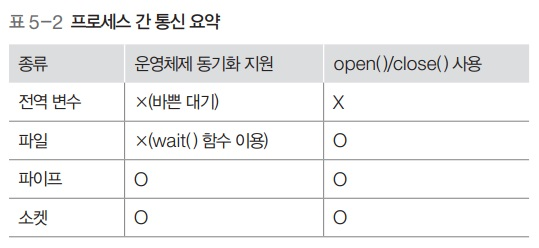 표 5-2 프로세스 간 통신 요약
종류 운영체제 동기화 지원 open()/close() 사용
전역 변수 ×(바쁜 대기) X
파일 ×(wait() 함수 이용) O
파이프 O O
소켓 O O